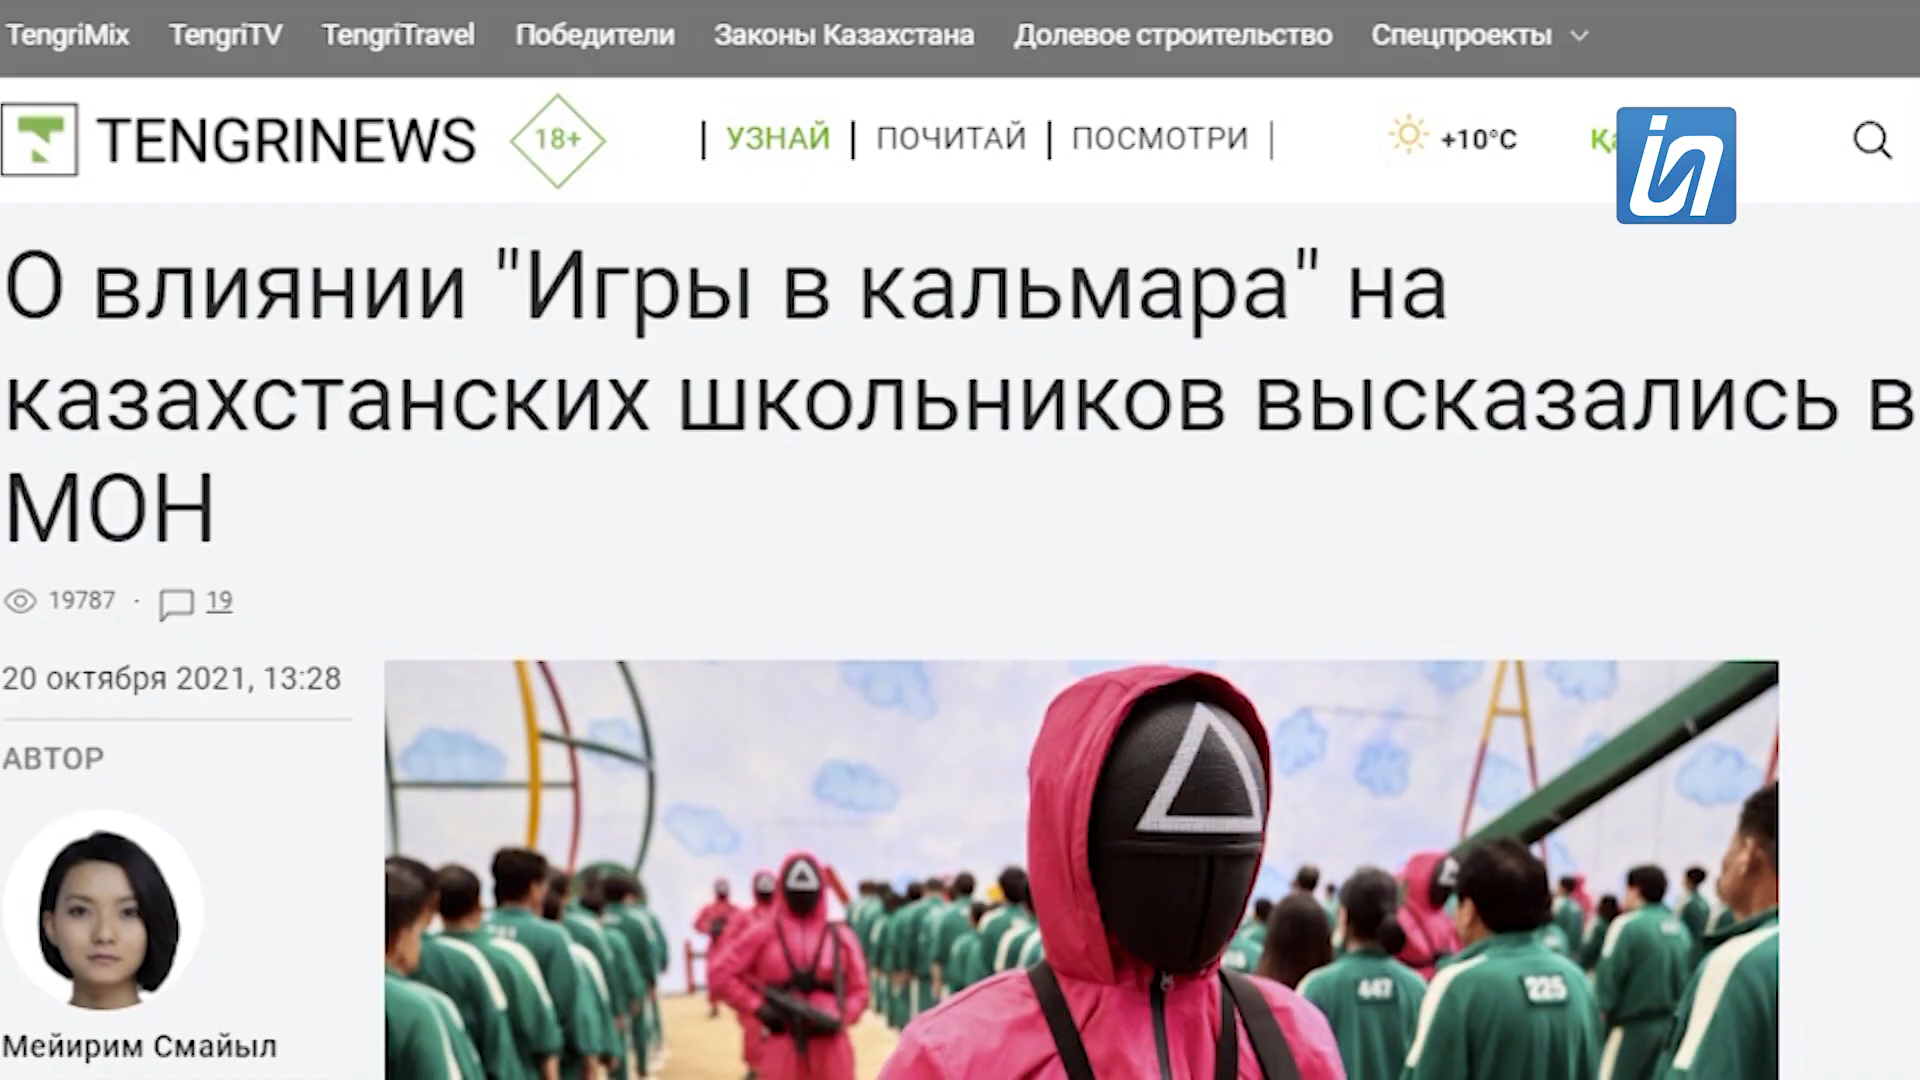 TengriMix TengriTV TengriTravel Победители Законы Казахстана Долевое строительство Спецпроекты
TENGRINEWS 18+ УЗНАЙ ПОЧИТАЙ ПОСМОТРИ +10°C in
О влиянии "Игры в кальмара" на
казахстанских школьников высказались в
МОН
19787 · 19
20 октября 2021, 13:28
АВТОР
447 225
Мейирим Смайыл